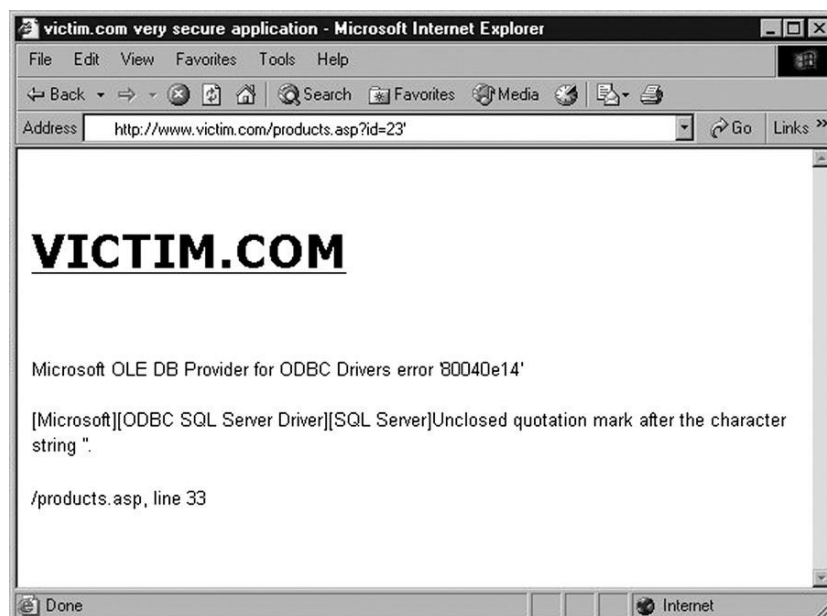 victim.com very secure application - Microsoft Internet Explorer
File Edit View Favorites Tools Help
Back Search Favorites Media
Address http://www.victim.com/products.asp?id=23' Go Links »
VICTIM.COM
Microsoft OLE DB Provider for ODBC Drivers error '80040e14'
[Microsoft][ODBC SQL Server Driver][SQL Server]Unclosed quotation mark after the character
string ''.
/products.asp, line 33
Done Internet